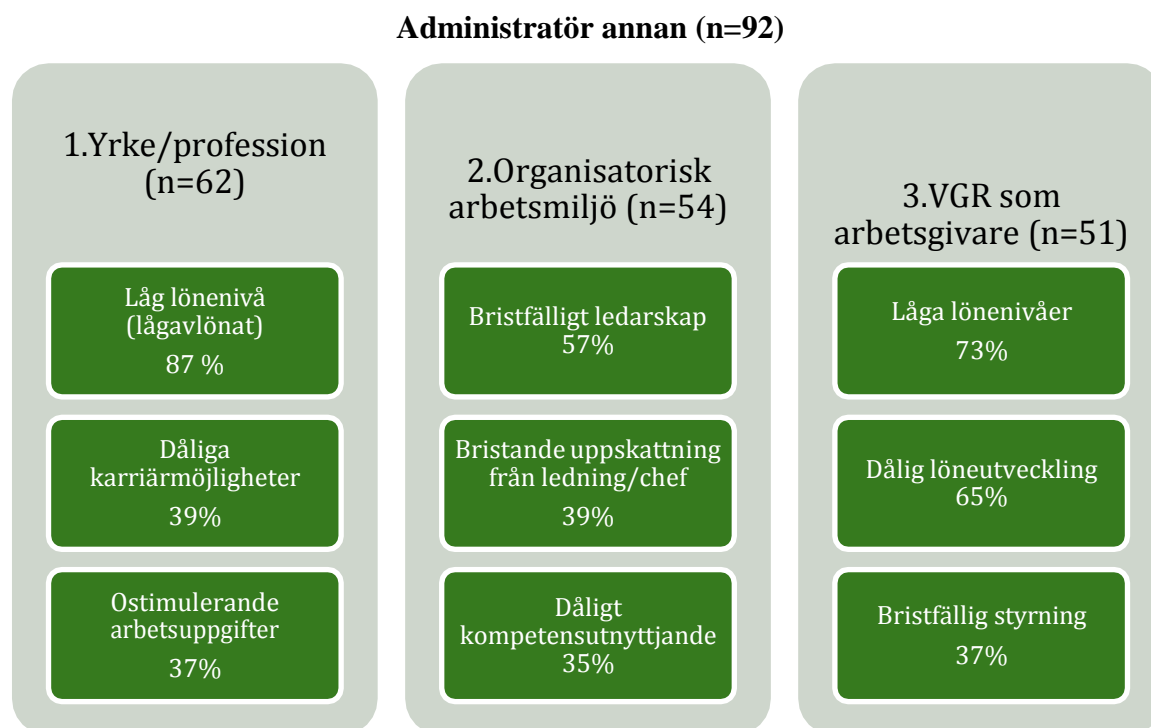 Administratör annan (n=92)
1.Yrke/profession
(n=62)
Låg lönenivå
(lågavlönat)
87 %
Dåliga
karriärmöjligheter
39%
Ostimulerande
arbetsuppgifter
37%
2.Organisatorisk
arbetsmiljö (n=54)
Bristfälligt ledarskap
57%
Bristande uppskattning
från ledning/chef
39%
Dåligt
kompetensutnyttjande
35%
3.VGR som
arbetsgivare (n=51)
Låga lönenivåer
73%
Dålig löneutveckling
65%
Bristfällig styrning
37%